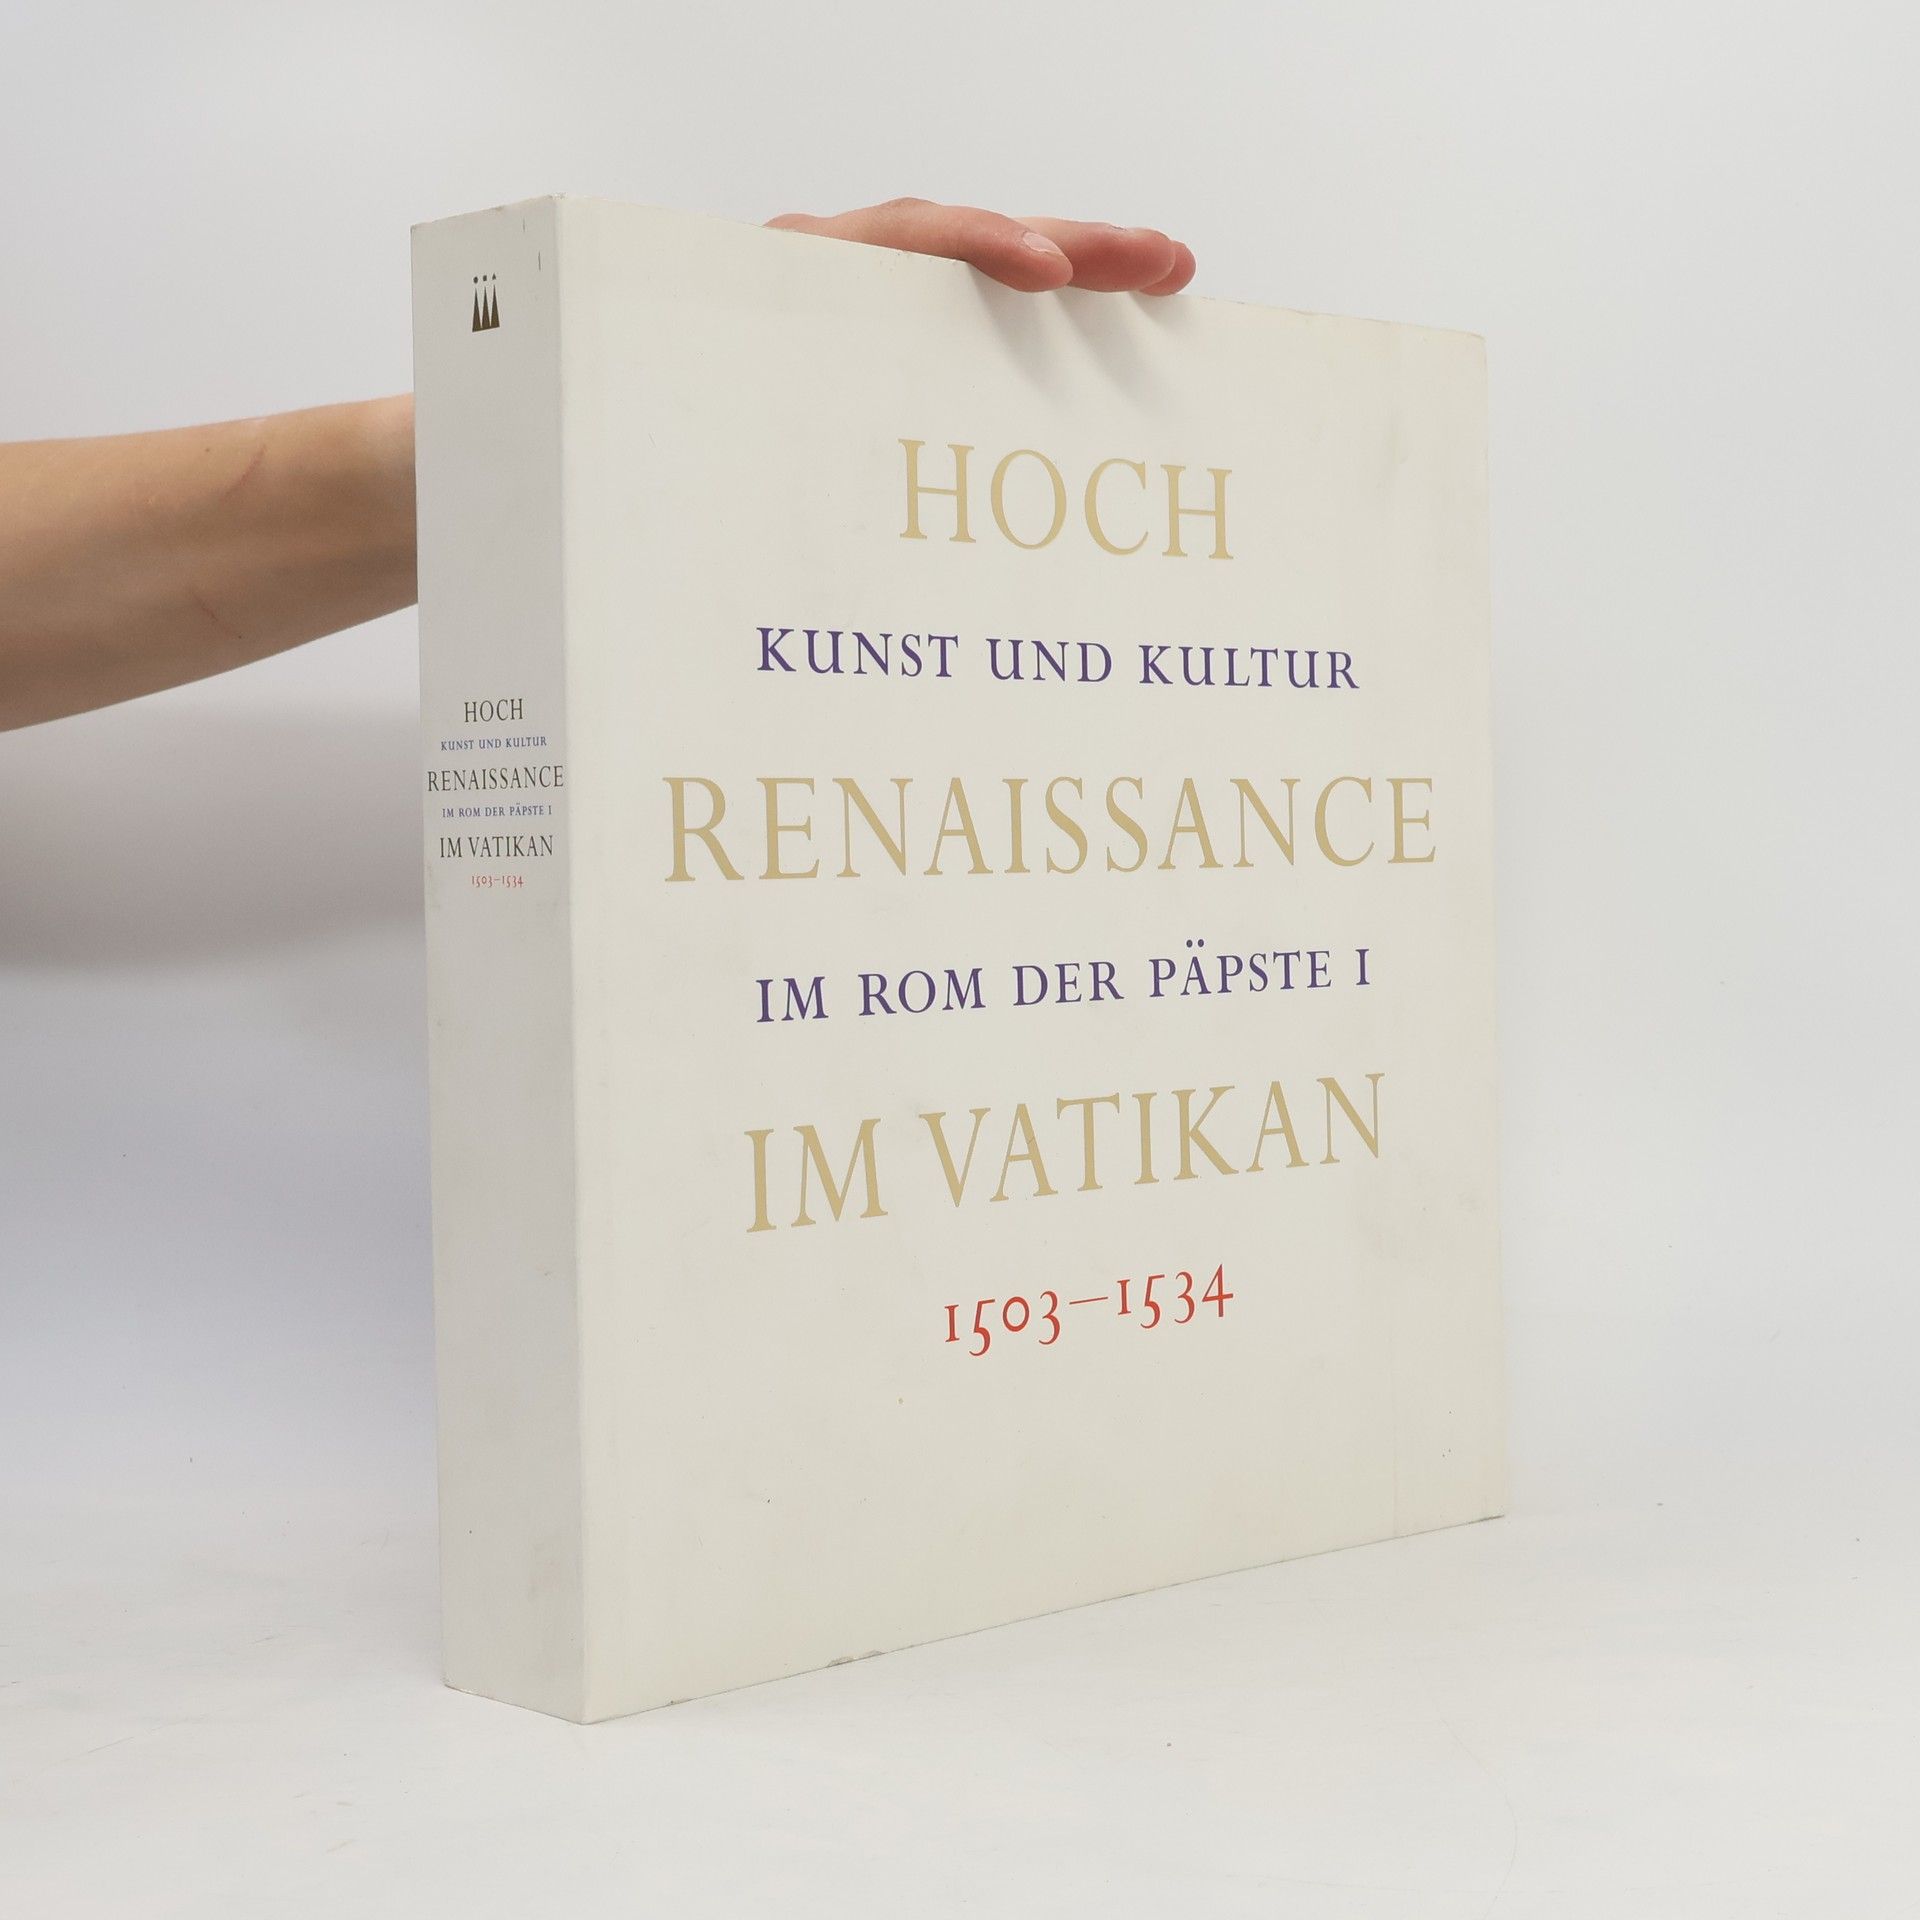 HOCH
KUNST UND KULTUR
RENAISSANCE
IM ROM DER PÄPSTE I
IM VATIKAN
1503–1534
HOCH
KUNST UND KULTUR
RENAISSANCE
IM ROM DER PÄPSTE I
IM VATIKAN
1503–1534